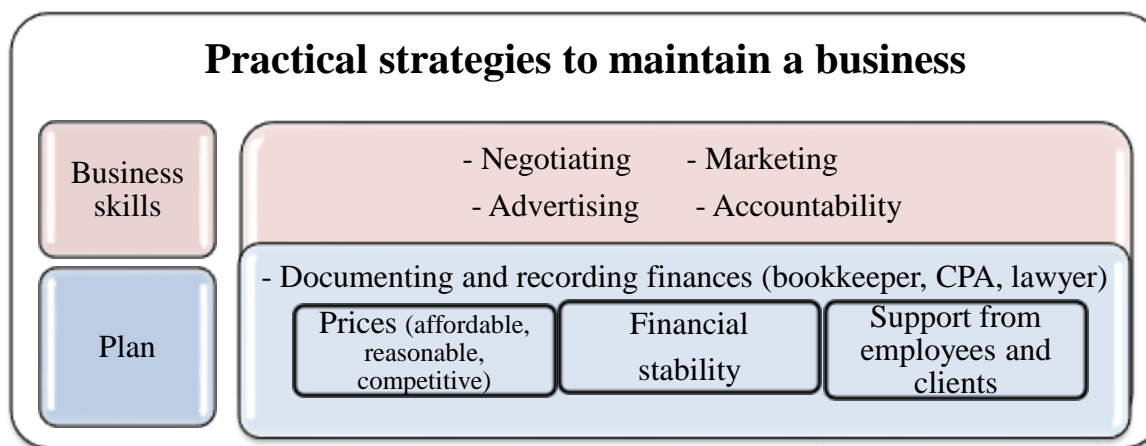 Practical strategies to maintain a business
Business
skills
- Negotiating - Marketing
- Advertising - Accountability
Plan
- Documenting and recording finances (bookkeeper, CPA, lawyer)
Prices (affordable,
reasonable,
competitive)
Financial
stability
Support from
employees and
clients